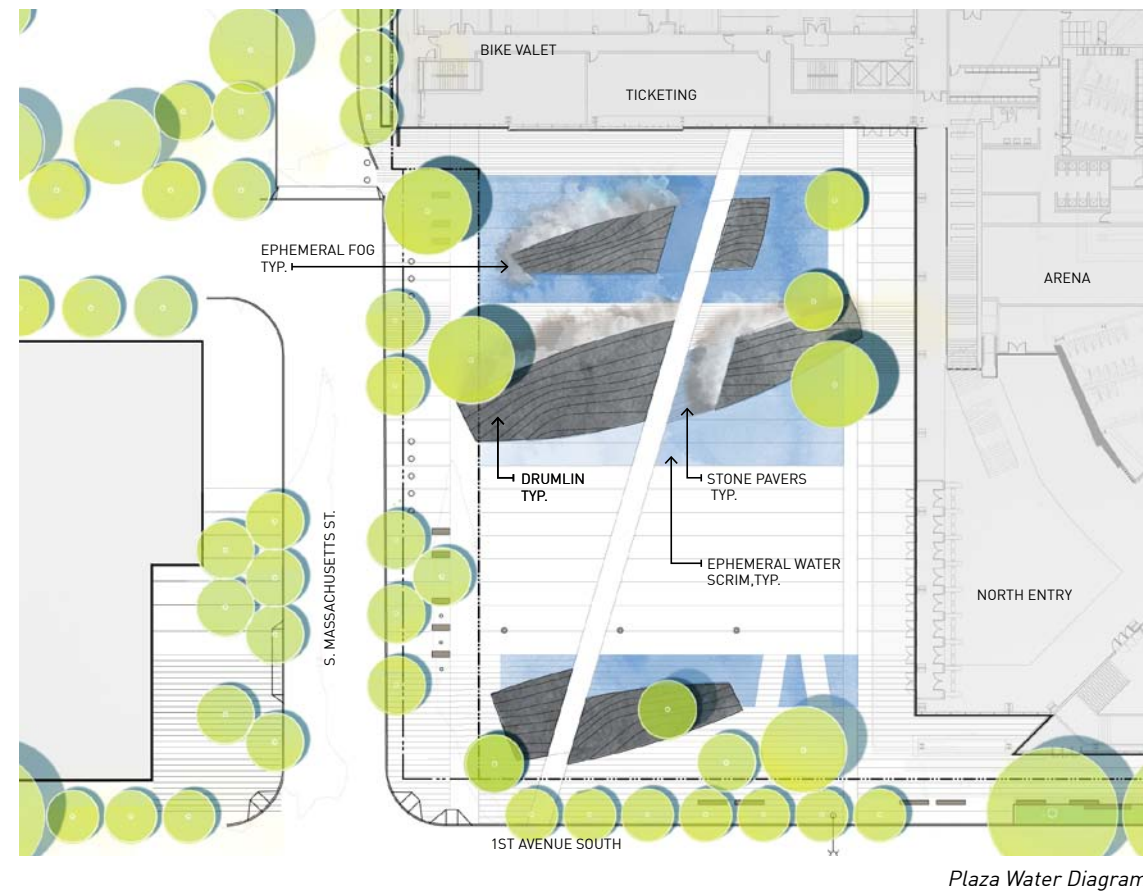 BIKE VALET
TICKETING
EPHEMERAL FOG
TYP.
ARENA
DRUMLIN
TYP.
STONE PAVERS
TYP.
S. MASSACHUSETTS ST.
EPHEMERAL WATER
SCRIM,TYP.
NORTH ENTRY
1ST AVENUE SOUTH
Plaza Water Diagram